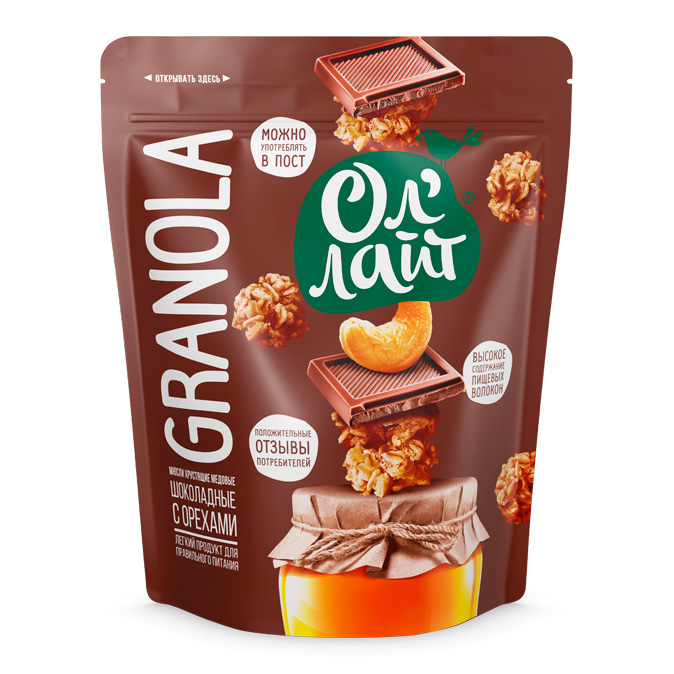 ОТКРЫВАТЬ ЗДЕСЬ
МОЖНО
УПОТРЕБЛЯТЬ
В ПОСТ
Ол'
лайт
®
GRANOLA
ВЫСОКОЕ
СОДЕРЖАНИЕ
ПИЩЕВЫХ
ВОЛОКОН
ПОЛОЖИТЕЛЬНЫЕ
ОТЗЫВЫ
ПОТРЕБИТЕЛЕЙ
МЮСЛИ ХРУСТЯЩИЕ МЕДОВЫЕ
ШОКОЛАДНЫЕ
С ОРЕХАМИ
ЛЕГКИЙ ПРОДУКТ ДЛЯ
ПРАВИЛЬНОГО ПИТАНИЯ